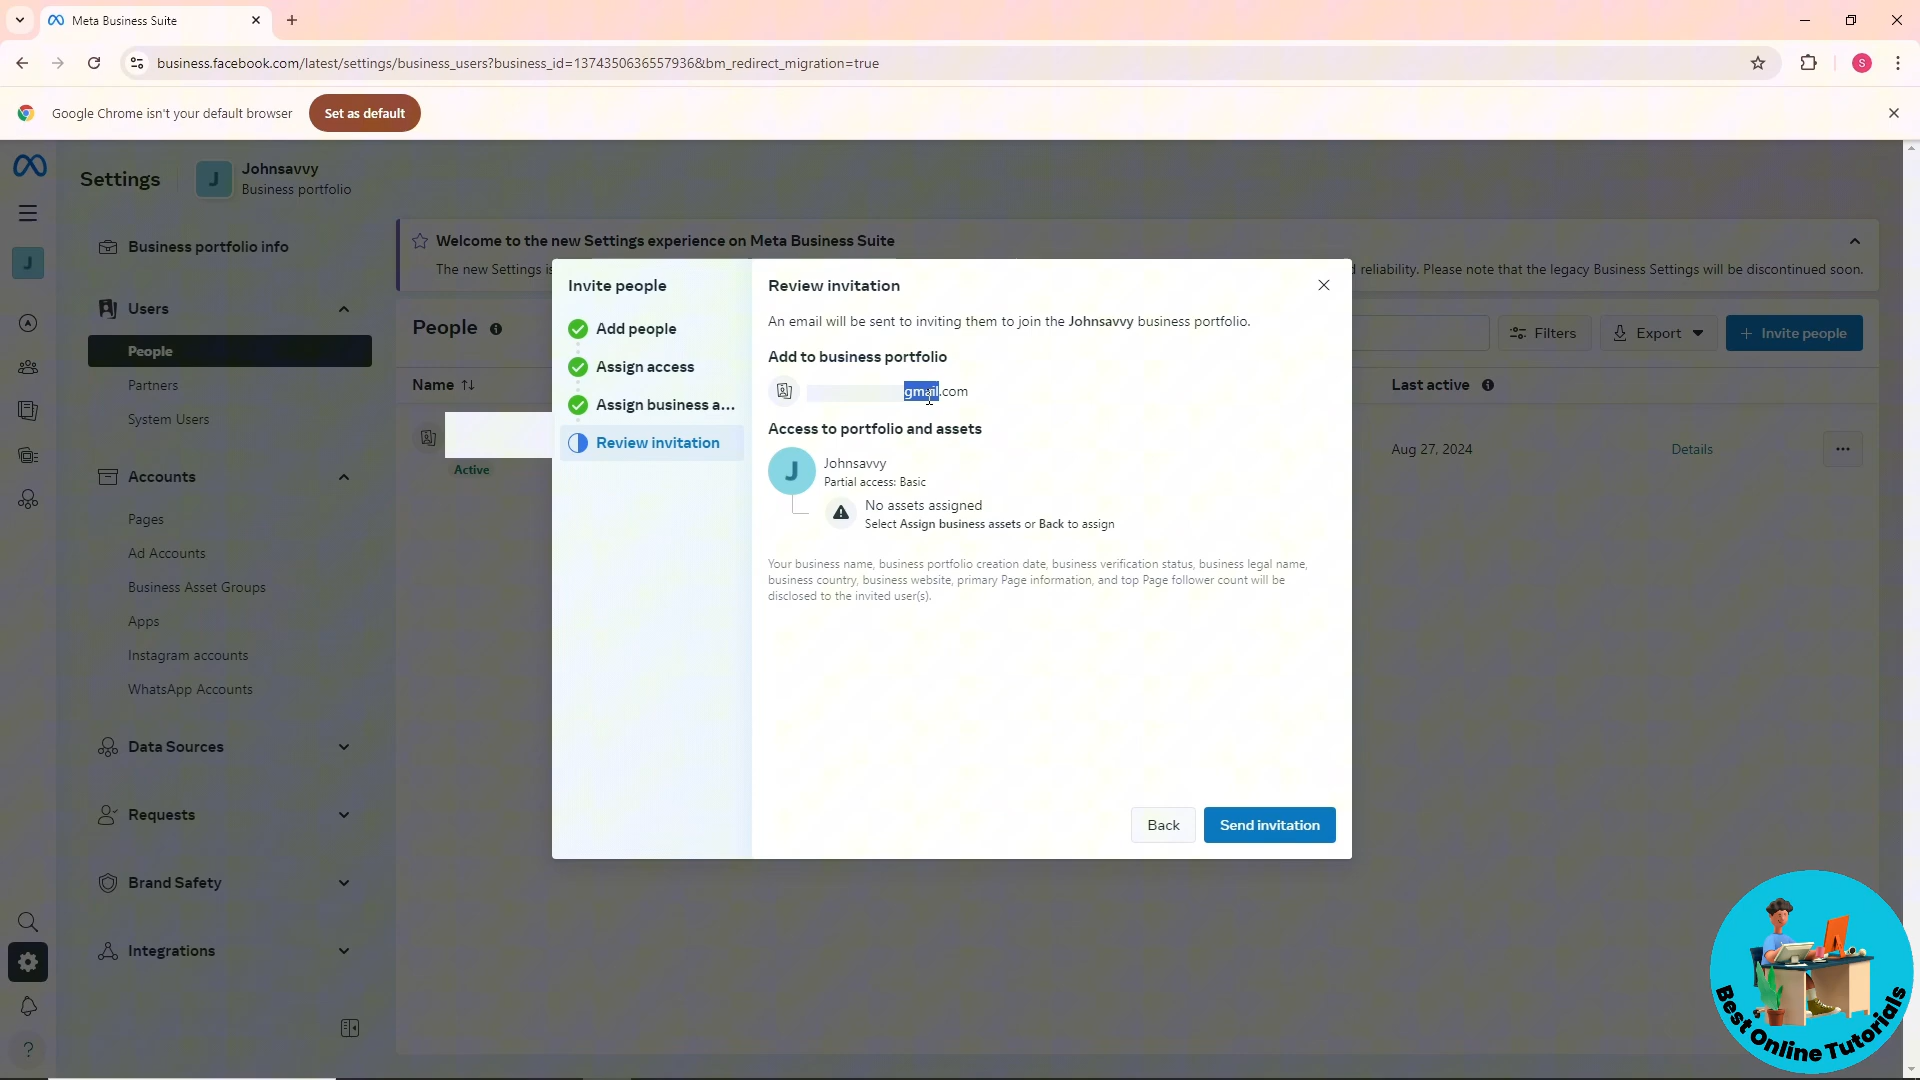 Meta Business Suite
business.facebook.com/latest/settings/business_users?business_id=1374350636557936&bm_redirect_migration=true
S
Google Chrome isn't your default browser
Set as default
Settings
J
Johnsavvy
Business portfolio
J
Business portfolio info
Users
People
Partners
System Users
Accounts
Pages
Ad Accounts
Business Asset Groups
Apps
Instagram accounts
WhatsApp Accounts
Data Sources
Requests
Brand Safety
Integrations
Welcome to the new Settings experience on Meta Business Suite
The new Settings is
d reliability. Please note that the legacy Business Settings will be discontinued soon.
People
Filters
Export
Invite people
Name
Last active
Active
Aug 27, 2024
Details
Invite people
Add people
Assign access
Assign business a...
Review invitation
Review invitation
An email will be sent to inviting them to join the Johnsavvy business portfolio.
Add to business portfolio
gmail.com
Access to portfolio and assets
J
Johnsavvy
Partial access: Basic
No assets assigned
Select Assign business assets or Back to assign
Your business name, business portfolio creation date, business verification status, business legal name,
business country, business website, primary Page information, and top Page follower count will be
disclosed to the invited user(s).
Back
Send invitation
Best Online Tutorials